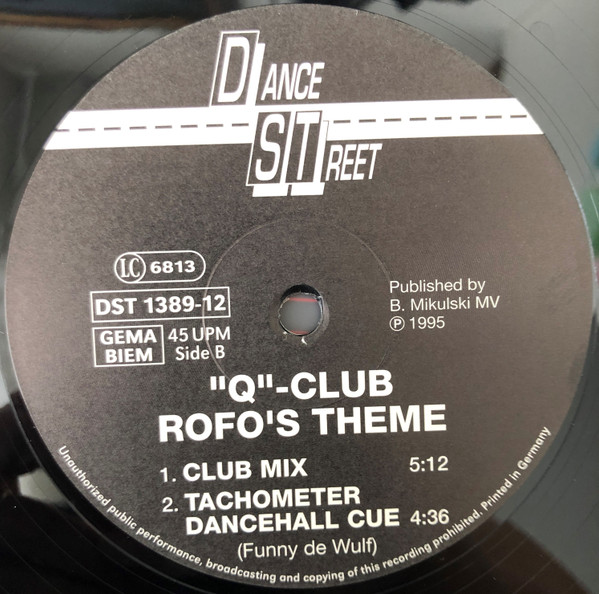 DANCE
STREET
LC 6813
DST 1389-12
GEMA
BIEM
45 UPM
Side B
Published by
B. Mikulski MV
Ⓟ 1995
"Q"-CLUB
ROFO'S THEME
1. CLUB MIX 5:12
2. TACHOMETER
DANCEHALL CUE 4:36
(Funny de Wulf)
Unauthorized public performance, broadcasting and copying of this recording prohibited. Printed in Germany